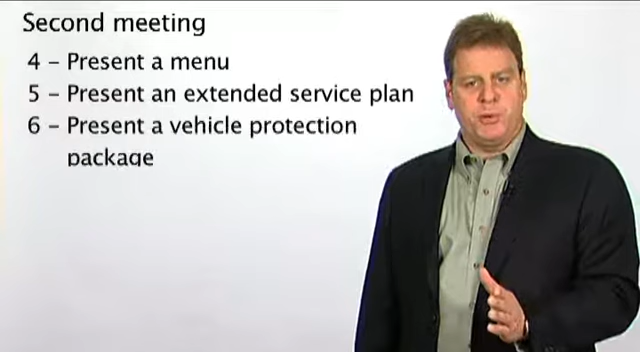 Second meeting
4 – Present a menu
5 – Present an extended service plan
6 – Present a vehicle protection
package